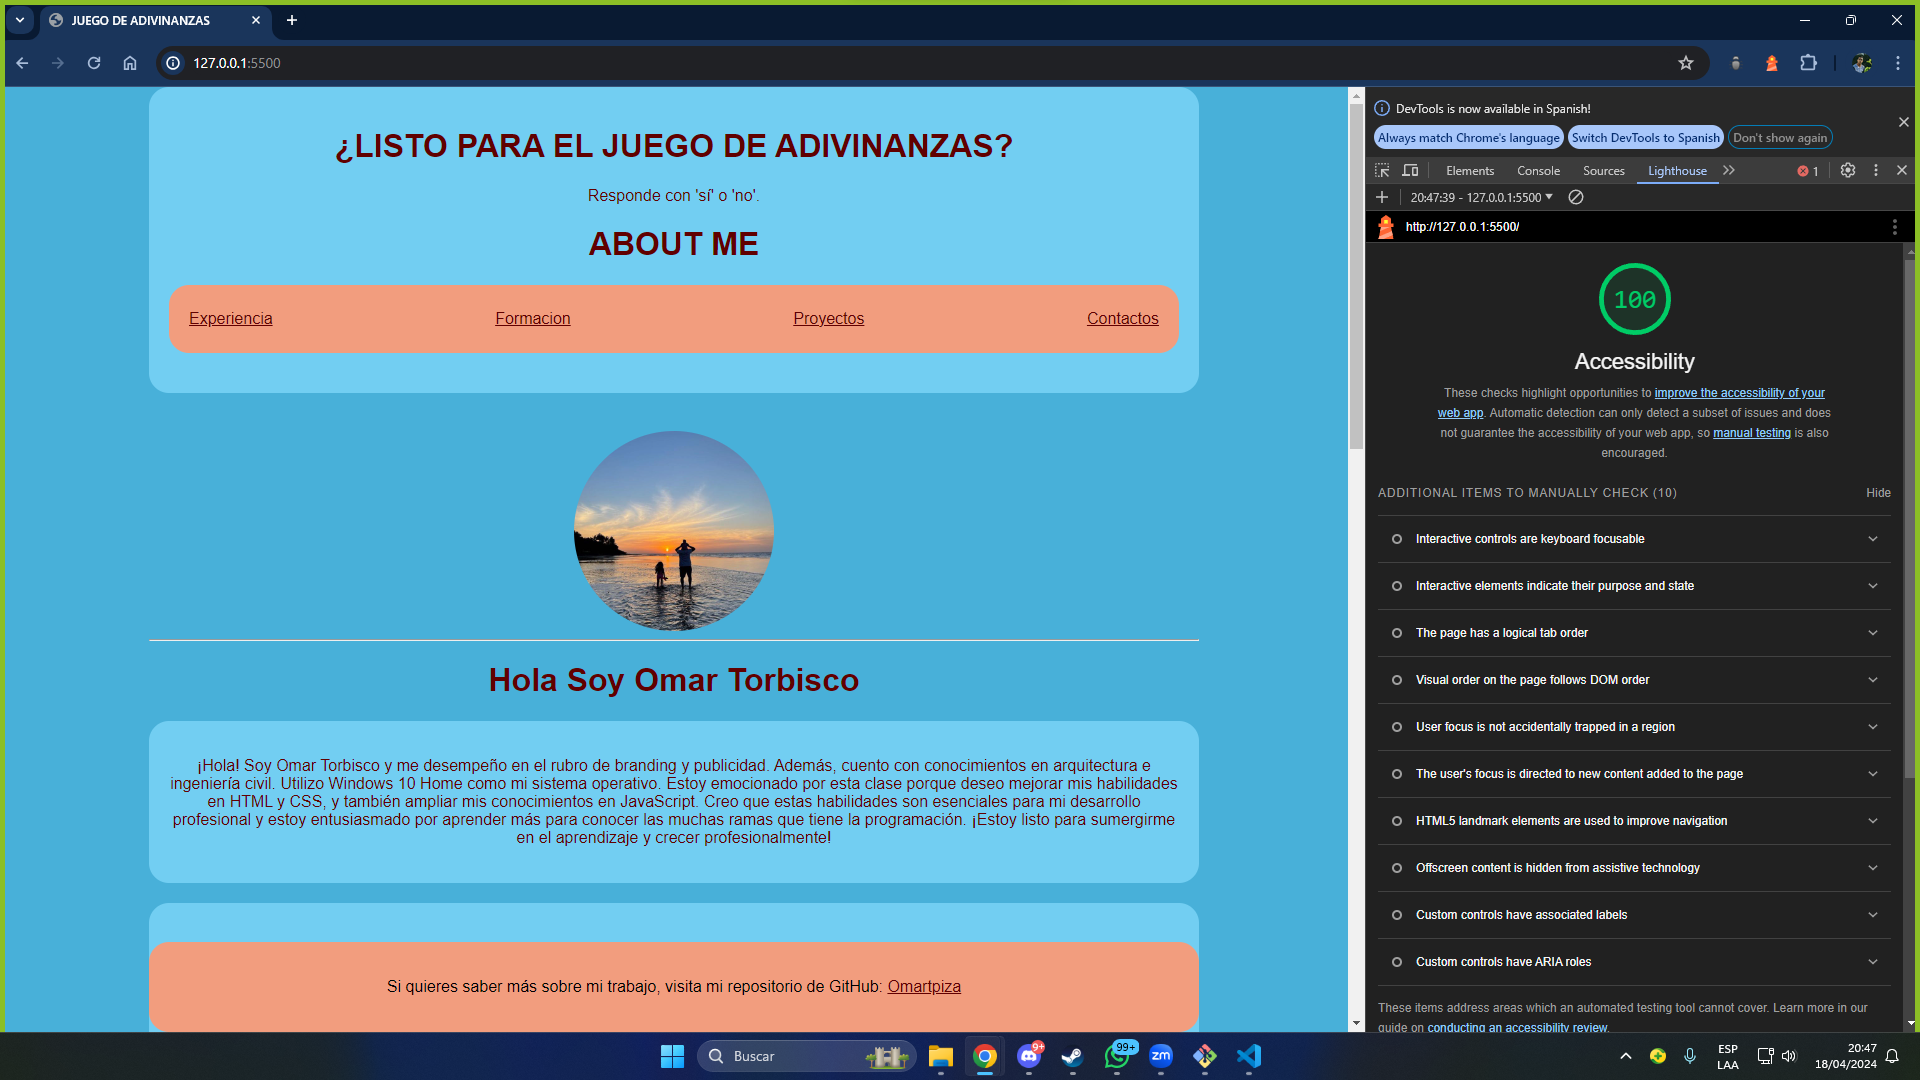 JUEGO DE ADIVINANZAS
127.0.0.1:5500
¿LISTO PARA EL JUEGO DE ADIVINANZAS?
Responde con 'sí' o 'no'.
ABOUT ME
Experiencia Formacion Proyectos Contactos
Hola Soy Omar Torbisco
¡Hola! Soy Omar Torbisco y me desempeño en el rubro de branding y publicidad. Además, cuento con conocimientos en arquitectura e
ingeniería civil. Utilizo Windows 10 Home como mi sistema operativo. Estoy emocionado por esta clase porque deseo mejorar mis habilidades
en HTML y CSS, y también ampliar mis conocimientos en JavaScript. Creo que estas habilidades son esenciales para mi desarrollo
profesional y estoy entusiasmado por aprender más para conocer las muchas ramas que tiene la programación. ¡Estoy listo para sumergirme
en el aprendizaje y crecer profesionalmente!
Si quieres saber más sobre mi trabajo, visita mi repositorio de GitHub: Omartpiza
DevTools is now available in Spanish!
Always match Chrome's language Switch DevTools to Spanish Don't show again
Elements Console Sources Lighthouse 1
20:47:39 - 127.0.0.1:5500
http://127.0.0.1:5500/
100
Accessibility
These checks highlight opportunities to improve the accessibility of your
web app. Automatic detection can only detect a subset of issues and does
not guarantee the accessibility of your web app, so manual testing is also
encouraged.
ADDITIONAL ITEMS TO MANUALLY CHECK (10) Hide
Interactive controls are keyboard focusable
Interactive elements indicate their purpose and state
The page has a logical tab order
Visual order on the page follows DOM order
User focus is not accidentally trapped in a region
The user's focus is directed to new content added to the page
HTML5 landmark elements are used to improve navigation
Offscreen content is hidden from assistive technology
Custom controls have associated labels
Custom controls have ARIA roles
These items address areas which an automated testing tool cannot cover. Learn more in our
guide on conducting an accessibility review.
Buscar
9+
99+
zm
ESP
LAA
20:47
18/04/2024